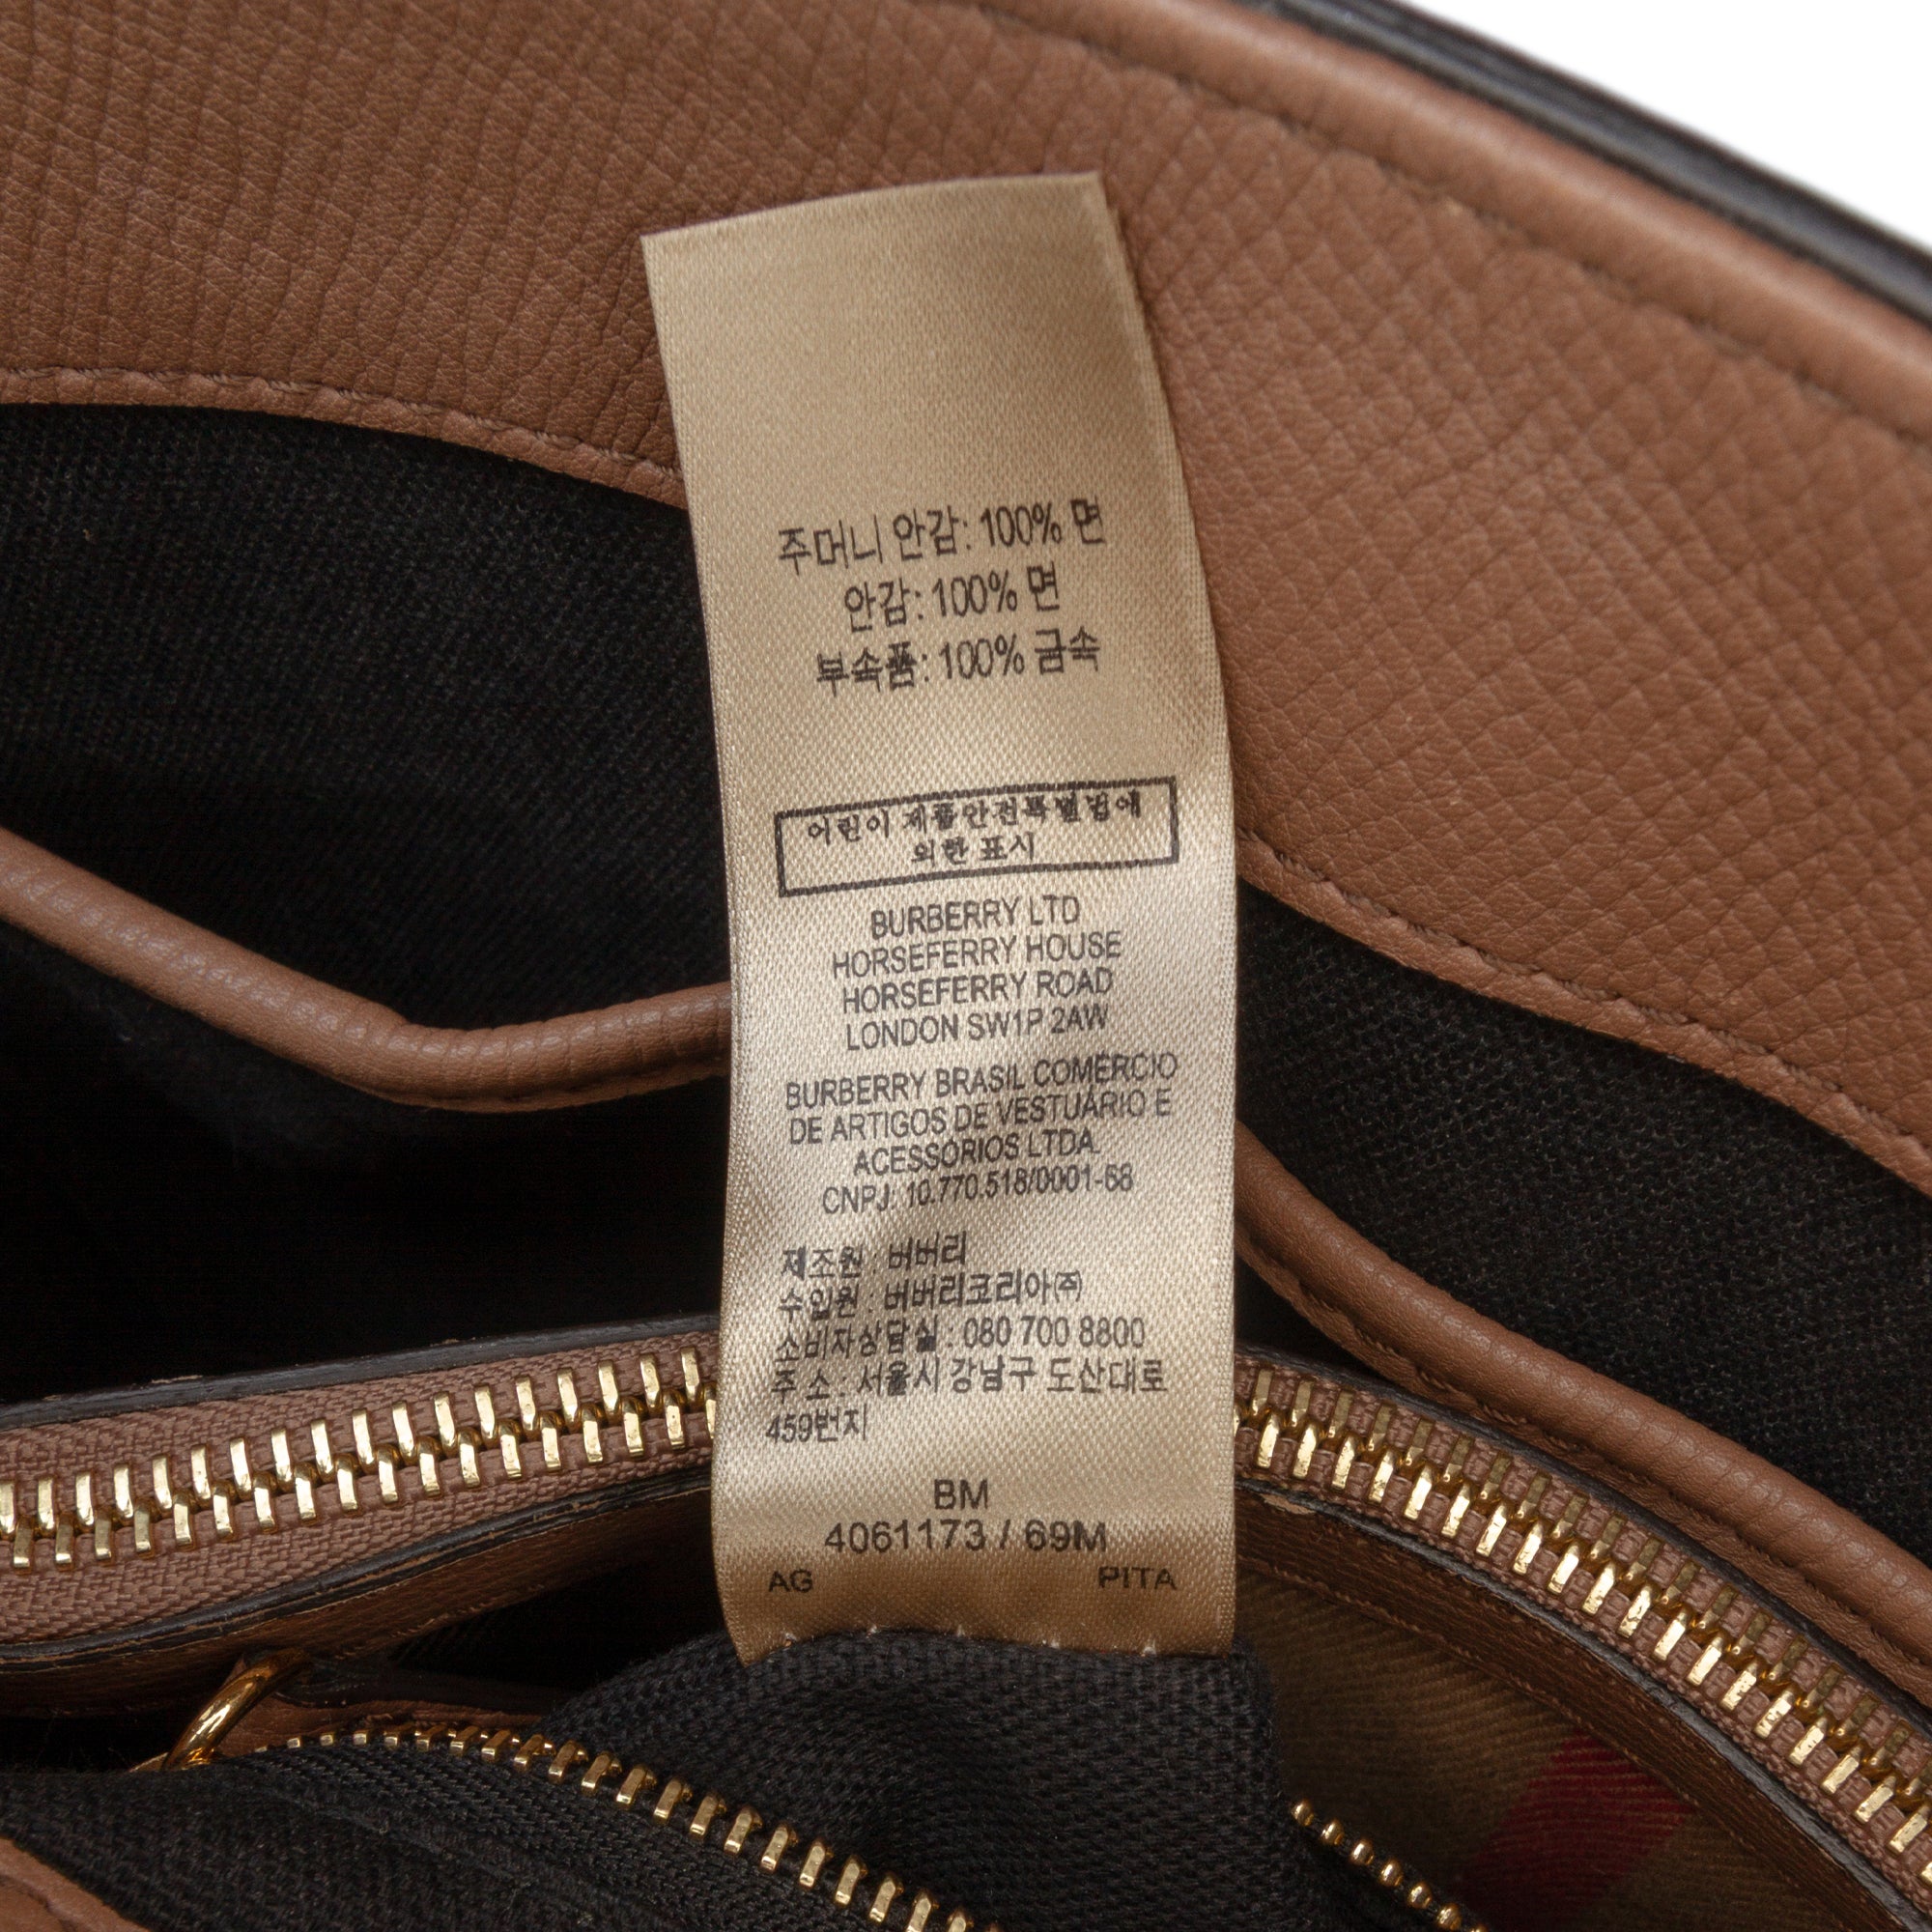 주머니 안감: 100% 면
안감: 100% 면
부속품: 100% 금속
어린이 제품안전특별법에
의한 표시
BURBERRY LTD
HORSEFERRY HOUSE
HORSEFERRY ROAD
LONDON SW1P 2AW
BURBERRY BRASIL COMERCIO
DE ARTIGOS DE VESTUÁRIO E
ACESSORIOS LTDA.
CNPJ: 10.770.518/0001-68
제조원 : 버버리
수입원 : 버버리코리아㈜
소비자상담실 : 080 700 8800
주소 : 서울시 강남구 도산대로
459번지
BM
4061173 / 69M
AG PITA